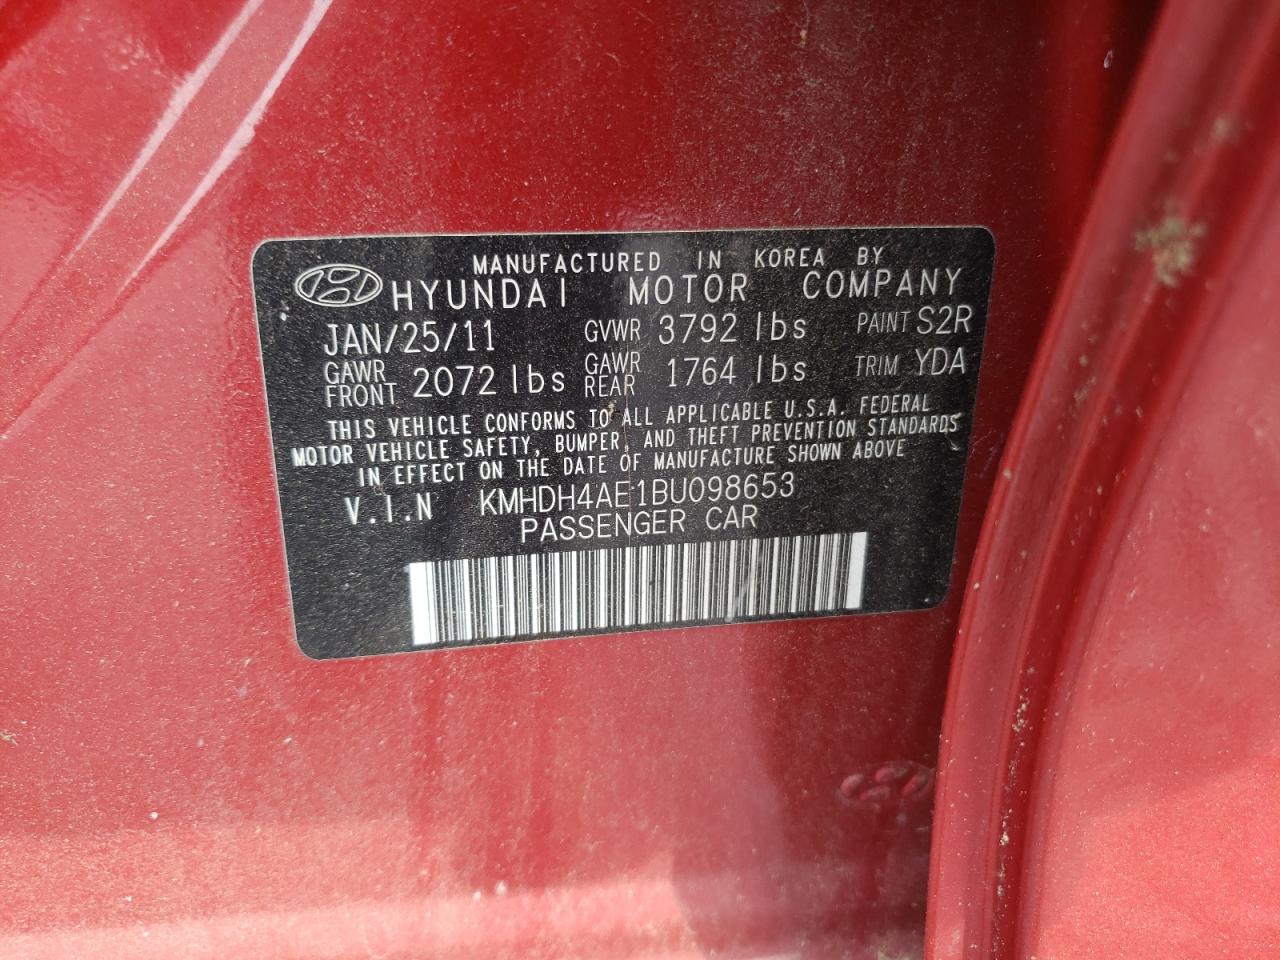 MANUFACTURED IN KOREA BY
HYUNDAI MOTOR COMPANY
JAN/25/11 GVWR 3792 lbs PAINT S2R
GAWR FRONT 2072 lbs GAWR REAR 1764 lbs TRIM YDA
THIS VEHICLE CONFORMS TO ALL APPLICABLE U.S.A. FEDERAL
MOTOR VEHICLE SAFETY, BUMPER, AND THEFT PREVENTION STANDARDS
IN EFFECT ON THE DATE OF MANUFACTURE SHOWN ABOVE
V.I.N KMHDH4AE1BU098653
PASSENGER CAR